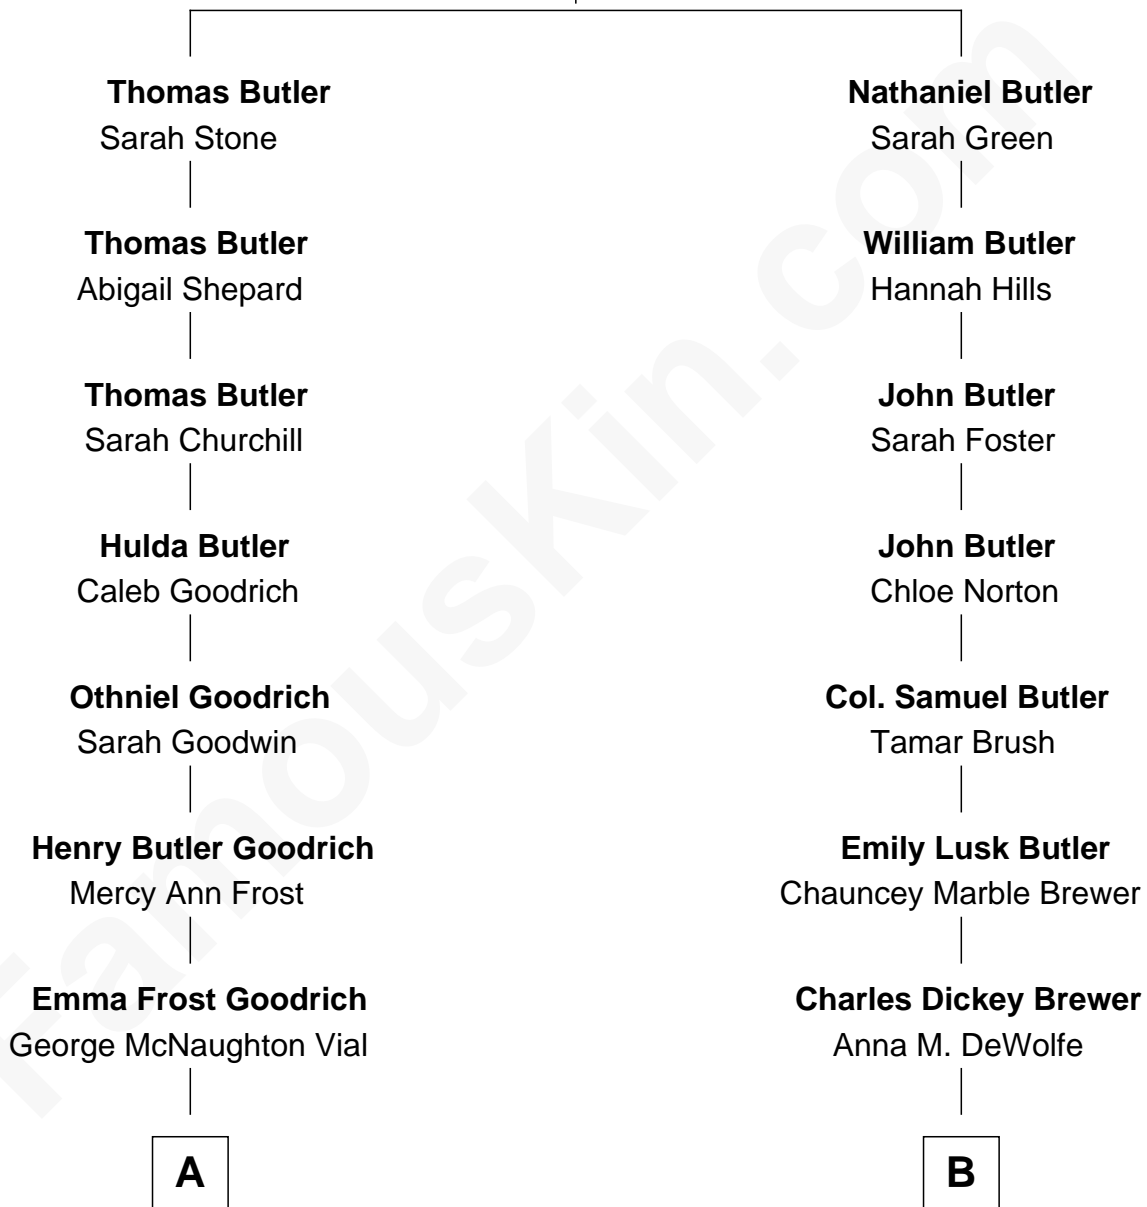 Thomas Butler
Sarah Stone
Nathaniel Butler
Sarah Green
Thomas Butler
Abigail Shepard
William Butler
Hannah Hills
Thomas Butler
Sarah Churchill
John Butler
Sarah Foster
Hulda Butler
Caleb Goodrich
John Butler
Chloe Norton
Othniel Goodrich
Sarah Goodwin
Col. Samuel Butler
Tamar Brush
Henry Butler Goodrich
Mercy Ann Frost
Emily Lusk Butler
Chauncey Marble Brewer
Emma Frost Goodrich
George McNaughton Vial
Charles Dickey Brewer
Anna M. DeWolfe
A
B
FamousKin.com